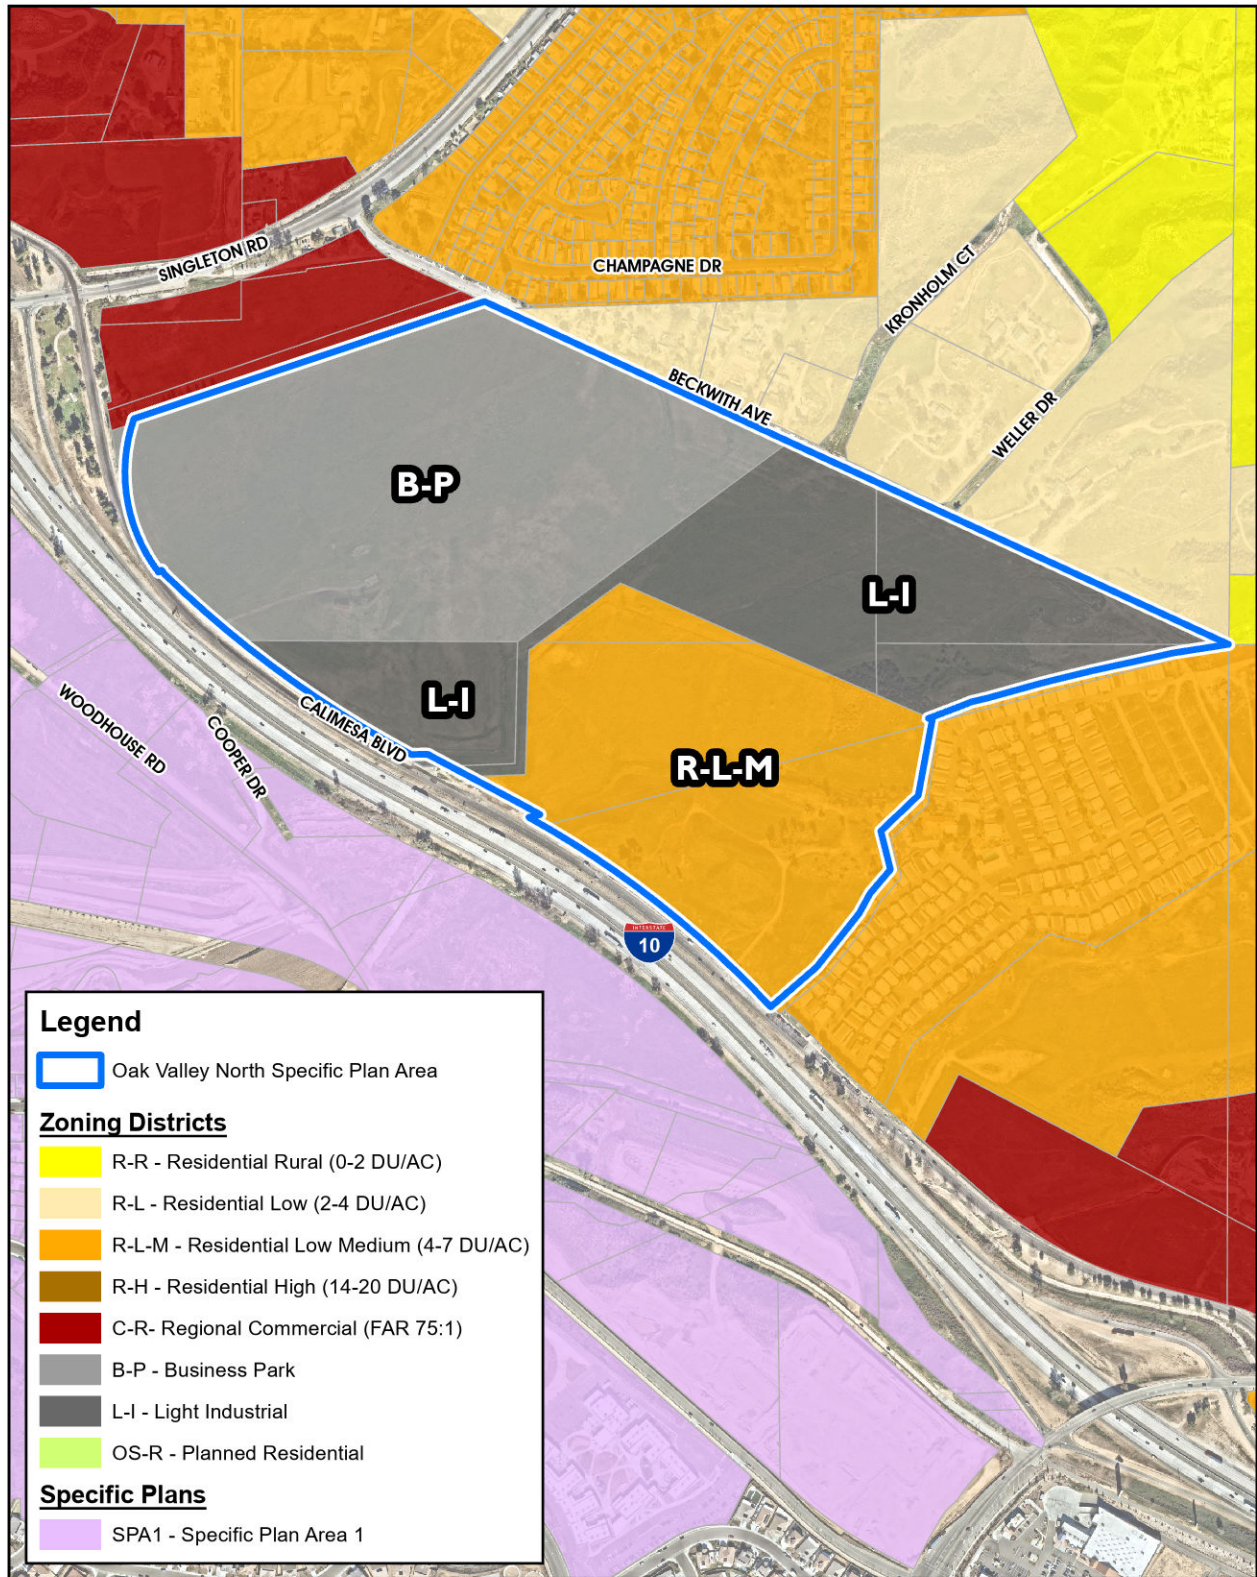 SINGLETON RD
CHAMPAGNE DR
KRONHOLM CT
BECKWITH AVE
WELLER DR
B-P
L-I
L-I
R-L-M
CALIMESA BLVD
WOODHOUSE RD
COOPER DR
INTERSTATE
10
Legend
Oak Valley North Specific Plan Area
Zoning Districts
R-R - Residential Rural (0-2 DU/AC)
R-L - Residential Low (2-4 DU/AC)
R-L-M - Residential Low Medium (4-7 DU/AC)
R-H - Residential High (14-20 DU/AC)
C-R- Regional Commercial (FAR 75:1)
B-P - Business Park
L-I - Light Industrial
OS-R - Planned Residential
Specific Plans
SPA1 - Specific Plan Area 1